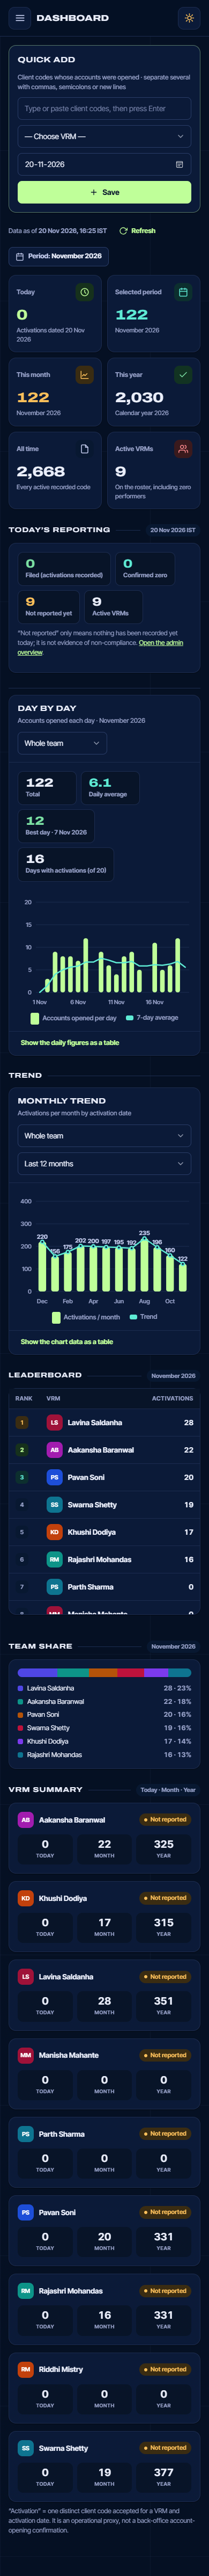 DASHBOARD
QUICK ADD
Client codes whose accounts were opened · separate several
with commas, semicolons or new lines
Type or paste client codes, then press Enter
— Choose VRM —
20-11-2026
Save
Data as of 20 Nov 2026, 16:25 IST
Refresh
Period: November 2026
Today
0
Activations dated 20 Nov
2026
Selected period
122
November 2026
This month
122
November 2026
This year
2,030
Calendar year 2026
All time
2,668
Every active recorded code
Active VRMs
9
On the roster, including zero
performers
TODAY'S REPORTING
20 Nov 2026 IST
0
Filed (activations recorded)
0
Confirmed zero
9
Not reported yet
9
Active VRMs
"Not reported" only means nothing has been recorded yet
today; it is not evidence of non-compliance. Open the admin
overview.
DAY BY DAY
Accounts opened each day · November 2026
Whole team
122
Total
6.1
Daily average
12
Best day · 7 Nov 2026
16
Days with activations (of 20)
20
15
10
5
0
1 Nov
6 Nov
11 Nov
16 Nov
Accounts opened per day
7-day average
Show the daily figures as a table
TREND
MONTHLY TREND
Activations per month by activation date
Whole team
Last 12 months
400
300
200
100
0
220
156
175
202
200
197
195
192
235
196
160
122
Dec
Feb
Apr
Jun
Aug
Oct
Activations / month
Trend
Show the chart data as a table
LEADERBOARD
November 2026
RANK VRM ACTIVATIONS
1 LS Lavina Saldanha 28
2 AB Aakansha Baranwal 22
3 PS Pavan Soni 20
4 SS Swarna Shetty 19
5 KD Khushi Dodiya 17
6 RM Rajashri Mohandas 16
7 PS Parth Sharma 0
8 MM Manisha Mahante 0
TEAM SHARE
November 2026
Lavina Saldanha 28 · 23%
Aakansha Baranwal 22 · 18%
Pavan Soni 20 · 16%
Swarna Shetty 19 · 16%
Khushi Dodiya 17 · 14%
Rajashri Mohandas 16 · 13%
VRM SUMMARY
Today · Month · Year
AB Aakansha Baranwal Not reported
0 22 325
TODAY MONTH YEAR
KD Khushi Dodiya Not reported
0 17 315
TODAY MONTH YEAR
LS Lavina Saldanha Not reported
0 28 351
TODAY MONTH YEAR
MM Manisha Mahante Not reported
0 0 0
TODAY MONTH YEAR
PS Parth Sharma Not reported
0 0 0
TODAY MONTH YEAR
PS Pavan Soni Not reported
0 20 331
TODAY MONTH YEAR
RM Rajashri Mohandas Not reported
0 16 331
TODAY MONTH YEAR
RM Riddhi Mistry Not reported
0 0 0
TODAY MONTH YEAR
SS Swarna Shetty Not reported
0 19 377
TODAY MONTH YEAR
"Activation" = one distinct client code accepted for a VRM and
activation date. It is an operational proxy, not a back-office account-
opening confirmation.